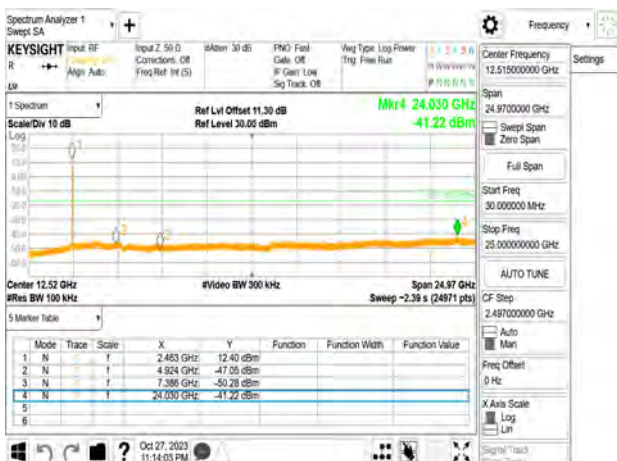 Spectrum Analyzer 1
Swept SA
+
Frequency
KEYSIGHT
Input: RF
Align: Auto
Input Z: 50 Ω
Corrections: Off
Freq Ref: Int (S)
#Atten: 30 dB
PNO: Fast
Gate: Off
IF Gain: Low
Sig Track: Off
Avg Type: Log-Power
Trig: Free Run
Center Frequency
12.515000000 GHz
Settings
Span
24.9700000 GHz
Swept Span
Zero Span
Full Span
Start Freq
30.000000 MHz
Stop Freq
25.000000000 GHz
AUTO TUNE
CF Step
2.497000000 GHz
Auto
Man
Freq Offset
0 Hz
X Axis Scale
Log
Lin
Signal Track
1 Spectrum
Scale/Div 10 dB
Log
Ref Lvl Offset 11.30 dB
Ref Level 30.00 dBm
Mkr4 24.030 GHz
-41.22 dBm
Center 12.52 GHz
#Res BW 100 kHz
#Video BW 300 kHz
Span 24.97 GHz
Sweep ~2.39 s (24971 pts)
5 Marker Table
Mode Trace Scale X Y Function Function Width Function Value
1 N f 2.463 GHz 12.40 dBm
2 N f 4.924 GHz -47.05 dBm
3 N f 7.386 GHz -50.28 dBm
4 N f 24.030 GHz -41.22 dBm
5
6
Oct 27, 2023
11:14:03 PM